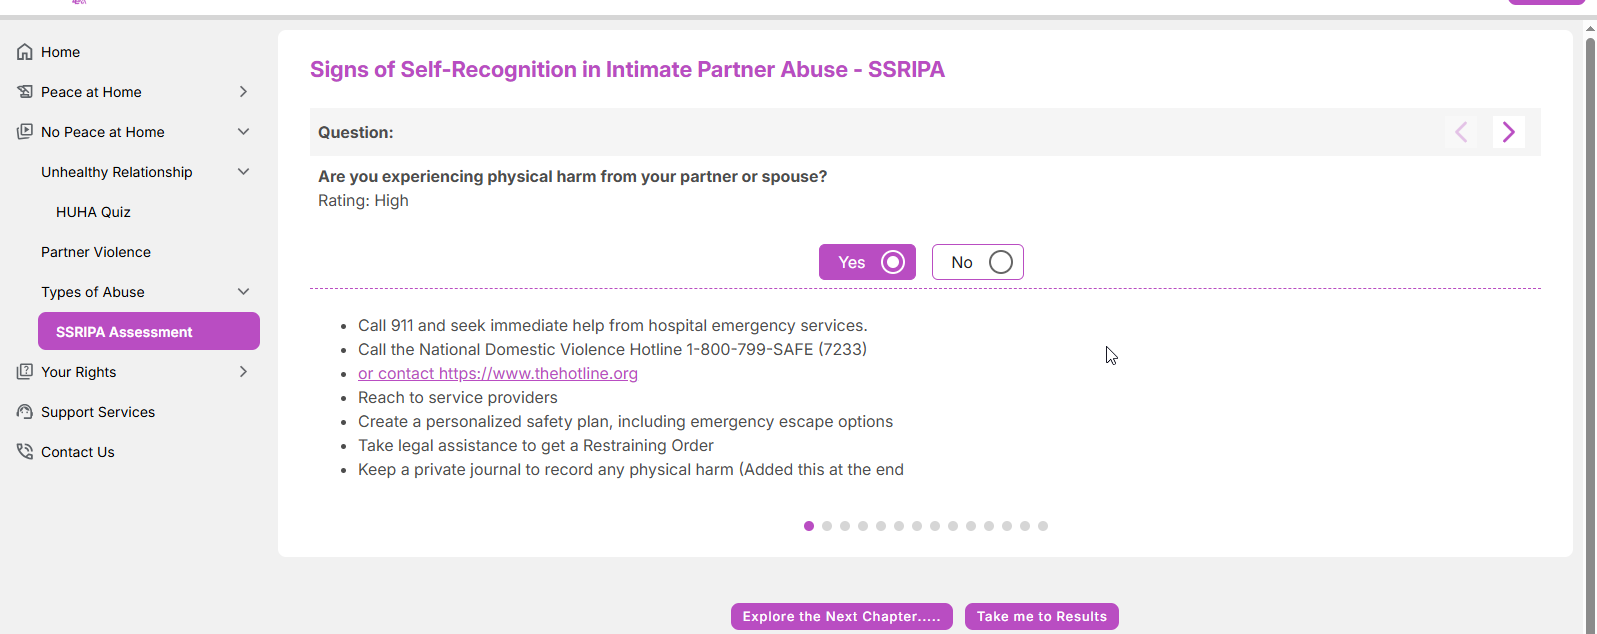 Home
Peace at Home
No Peace at Home
Unhealthy Relationship
HUHA Quiz
Partner Violence
Types of Abuse
SSRIPA Assessment
Your Rights
Support Services
Contact Us
Signs of Self-Recognition in Intimate Partner Abuse - SSRIPA
Question:
Are you experiencing physical harm from your partner or spouse?
Rating: High
Yes
No
Call 911 and seek immediate help from hospital emergency services.
Call the National Domestic Violence Hotline 1-800-799-SAFE (7233)
or contact https://www.thehotline.org
Reach to service providers
Create a personalized safety plan, including emergency escape options
Take legal assistance to get a Restraining Order
Keep a private journal to record any physical harm (Added this at the end
Explore the Next Chapter.....
Take me to Results